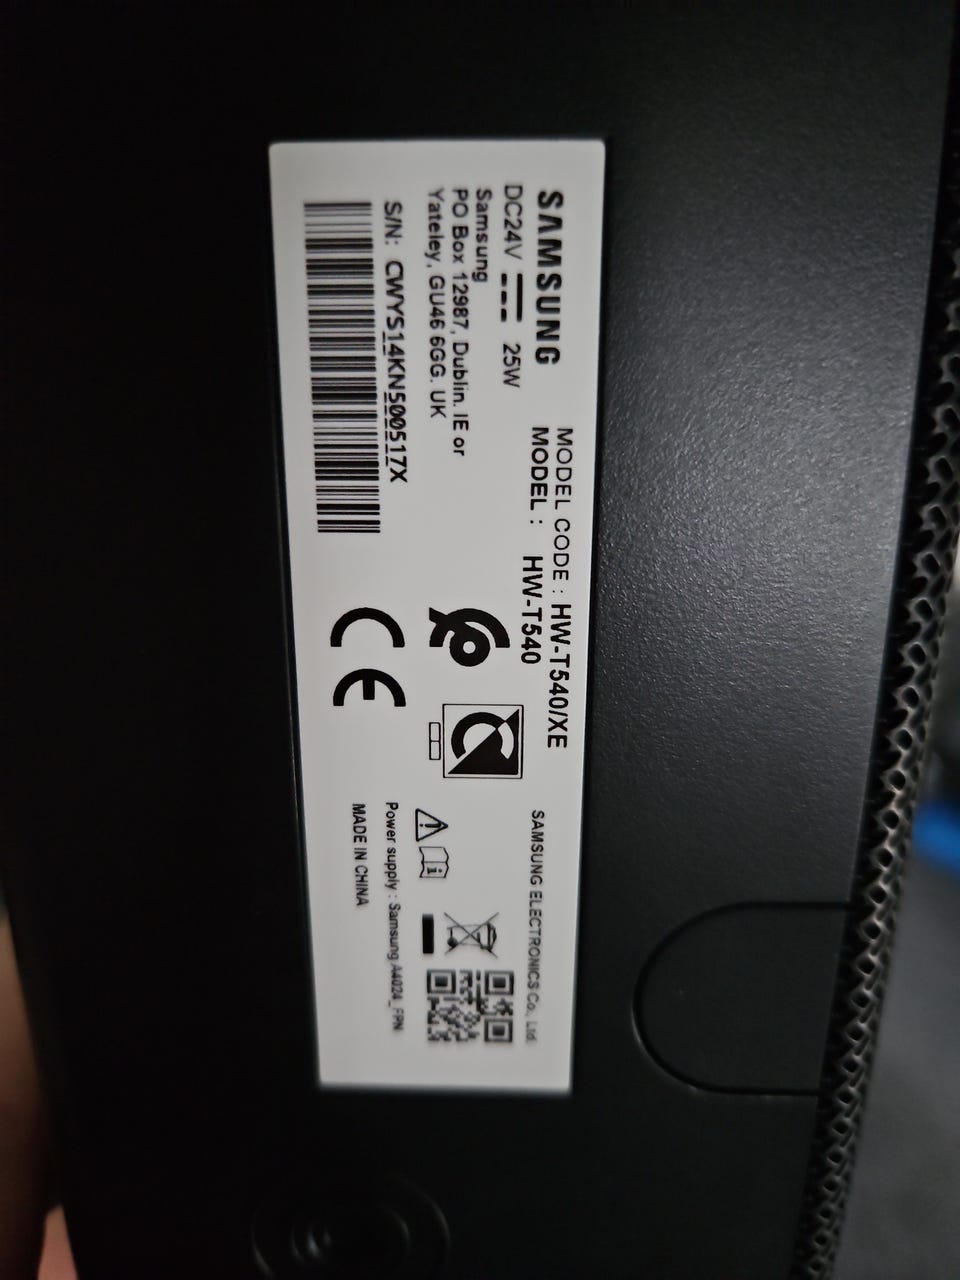 SAMSUNG
DC24V 25W
Samsung
PO Box 12987, Dublin. IE or
Yateley, GU46 6GG. UK
S/N: CWYS14KN500517X
MODEL CODE : HW-T540/XE
MODEL : HW-T540
CE
SAMSUNG ELECTRONICS Co., Ltd.
Power supply : Samsung A4024_FPN
MADE IN CHINA